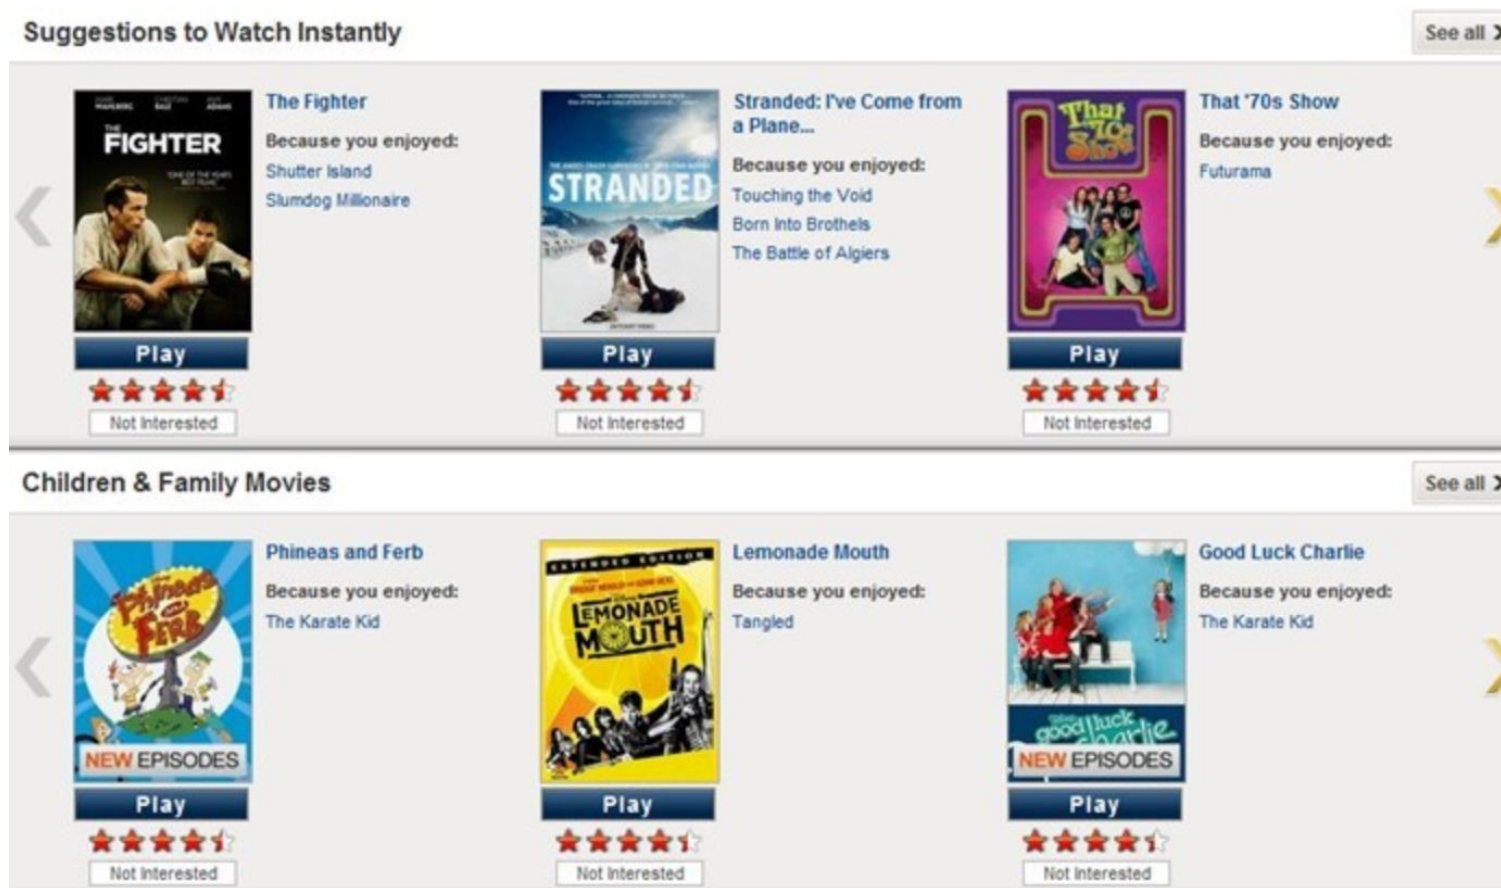 Suggestions to Watch Instantly
See all
THE
FIGHTER
Play
Not Interested
The Fighter
Because you enjoyed:
Shutter Island
Slumdog Millionaire
STRANDED
Play
Not Interested
Stranded: I've Come from
a Plane...
Because you enjoyed:
Touching the Void
Born Into Brothels
The Battle of Algiers
That
'70s
Show
Play
Not Interested
That '70s Show
Because you enjoyed:
Futurama
Children & Family Movies
See all
Phineas
AND
FERB
NEW EPISODES
Play
Not Interested
Phineas and Ferb
Because you enjoyed:
The Karate Kid
EXTENDED EDITION
LEMONADE
MOUTH
Play
Not Interested
Lemonade Mouth
Because you enjoyed:
Tangled
good luck
charlie
NEW EPISODES
Play
Not Interested
Good Luck Charlie
Because you enjoyed:
The Karate Kid